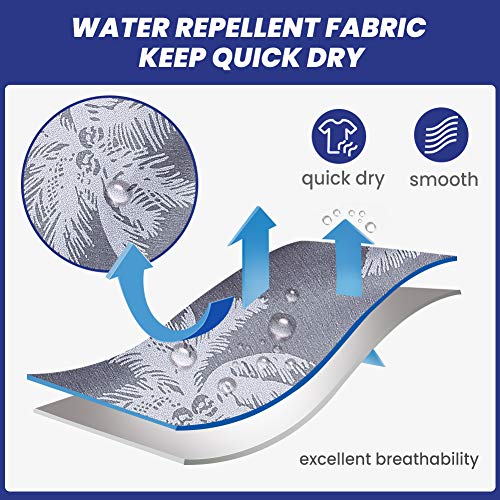 WATER REPELLENT FABRIC
KEEP QUICK DRY
quick dry
smooth
excellent breathability